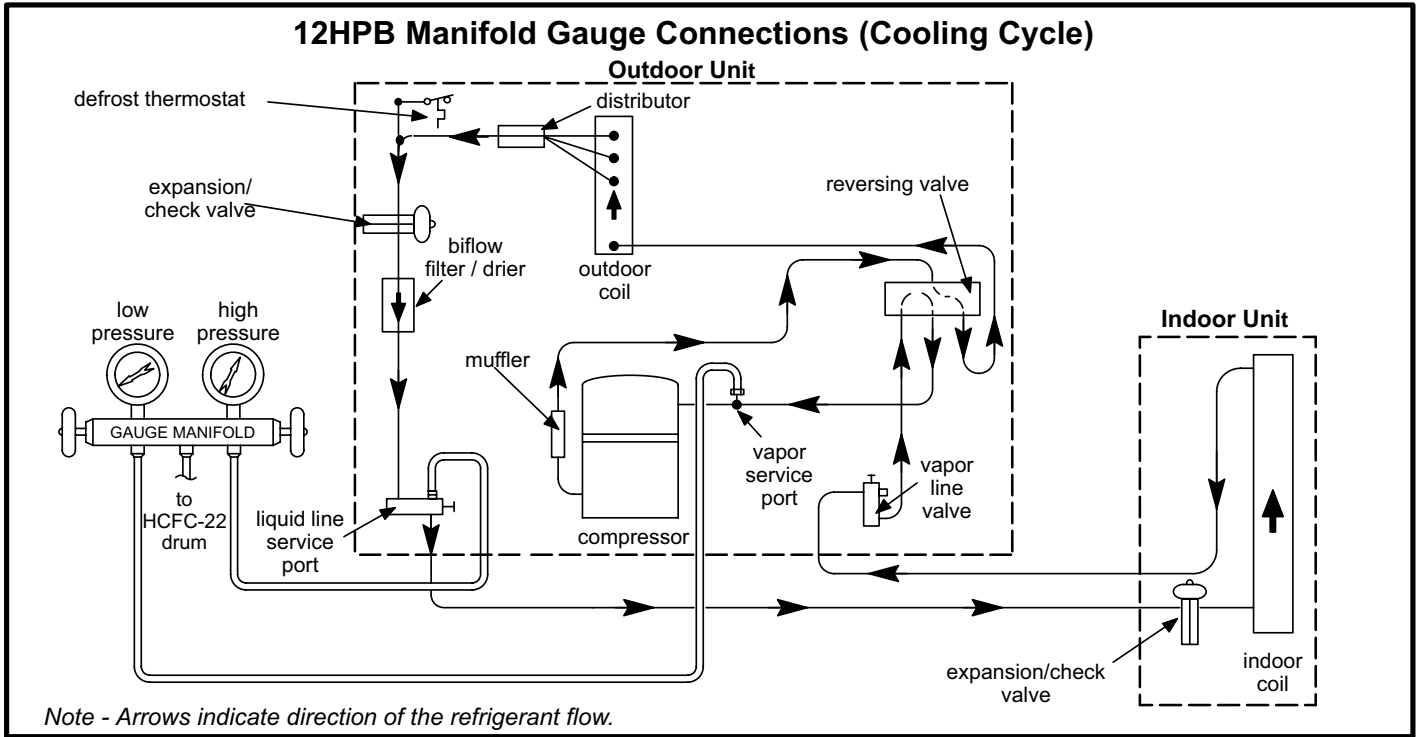 12HPB Manifold Gauge Connections (Cooling Cycle)
Outdoor Unit
defrost thermostat
distributor
expansion/
check valve
reversing valve
biflow
filter / drier
outdoor
coil
low
pressure
high
pressure
Indoor Unit
muffler
GAUGE MANIFOLD
vapor
service
port
vapor
line
valve
to
HCFC-22
drum
liquid line
service
port
compressor
expansion/check
valve
indoor
coil
Note - Arrows indicate direction of the refrigerant flow.